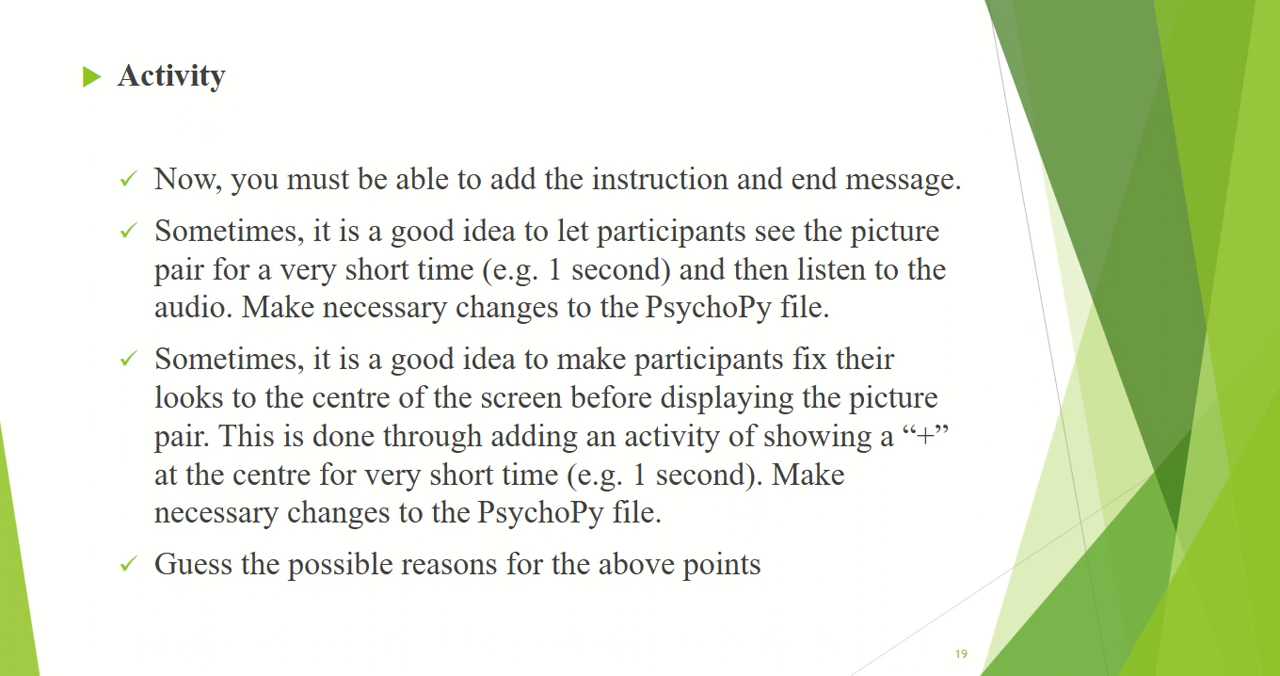 Activity
Now, you must be able to add the instruction and end message.
Sometimes, it is a good idea to let participants see the picture
pair for a very short time (e.g. 1 second) and then listen to the
audio. Make necessary changes to the PsychoPy file.
Sometimes, it is a good idea to make participants fix their
looks to the centre of the screen before displaying the picture
pair. This is done through adding an activity of showing a “+”
at the centre for very short time (e.g. 1 second). Make
necessary changes to the PsychoPy file.
Guess the possible reasons for the above points
19